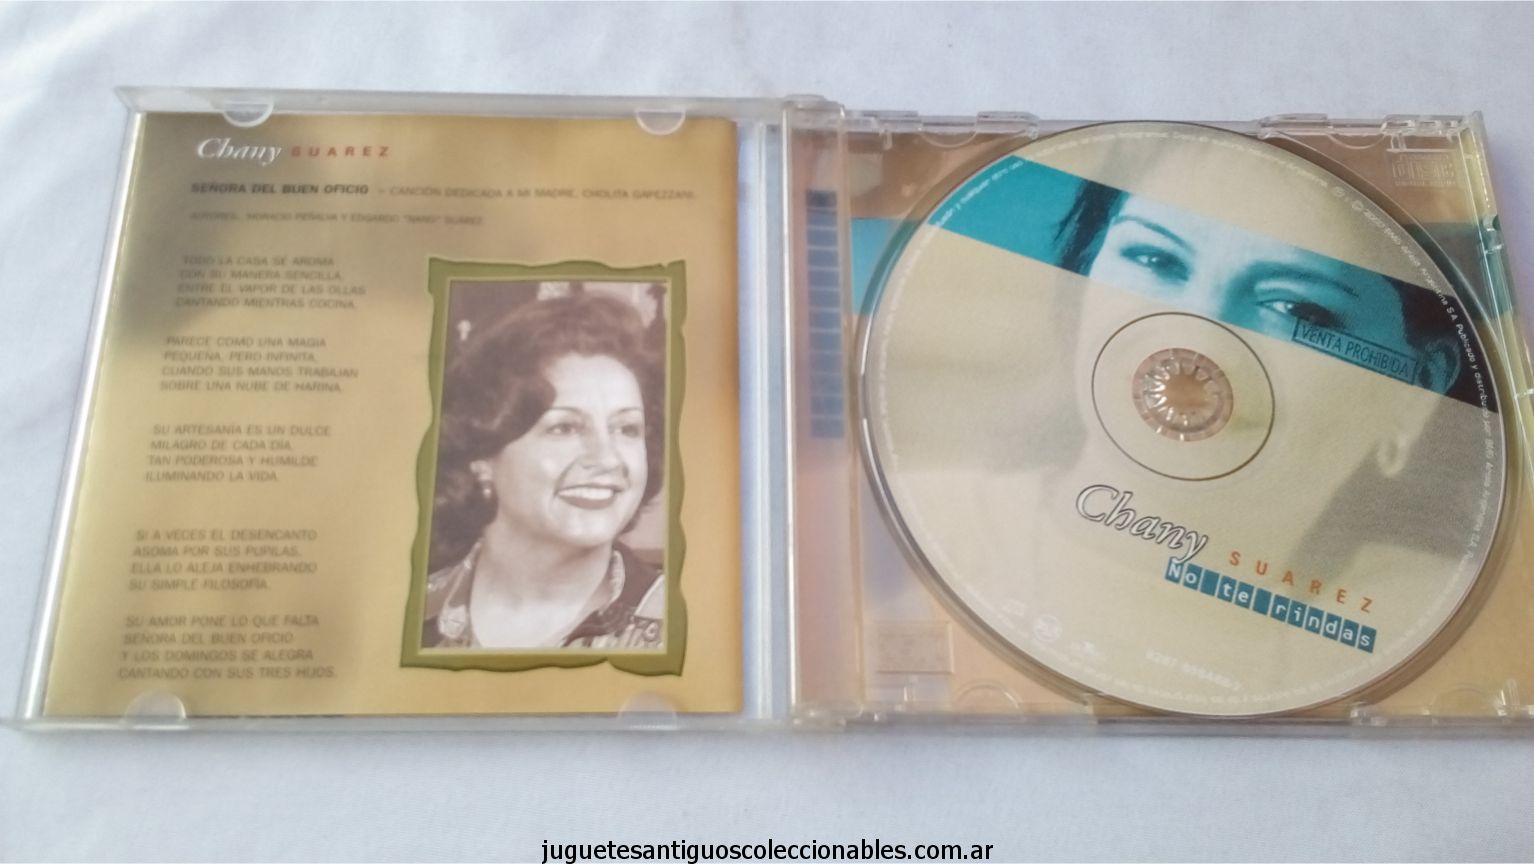 Chany SUAREZ
SEÑORA DEL BUEN OFICIO - CANCIÓN DEDICADA A MI MADRE, CHOLITA GAPEZZANI.
AUTORES: HORACIO PEÑALVA Y EDGARDO "NANO" SUÁREZ
TODO LA CASA SE AROMA
CON SU MANERA SENCILLA,
ENTRE EL VAPOR DE LAS OLLAS
CANTANDO MIENTRAS COCINA.
PARECE COMO UNA MAGIA
PEQUEÑA, PERO INFINITA,
CUANDO SUS MANOS TRABAJAN
SOBRE UNA NUBE DE HARINA.
SU ARTESANÍA ES UN DULCE
MILAGRO DE CADA DÍA,
TAN PODEROSA Y HUMILDE
ILUMINANDO LA VIDA.
SI A VECES EL DESENCANTO
ASOMA POR SUS PUPILAS,
ELLA LO ALEJA ENHEBRANDO
SU SIMPLE FILOSOFÍA.
SU AMOR PONE LO QUE FALTA
SEÑORA DEL BUEN OFICIO
Y LOS DOMINGOS SE ALEGRA
CANTANDO CON SUS TRES HIJOS.
VENTA PROHIBIDA
Chany
SUAREZ
No te rindas
juguetesantiguoscoleccionables.com.ar